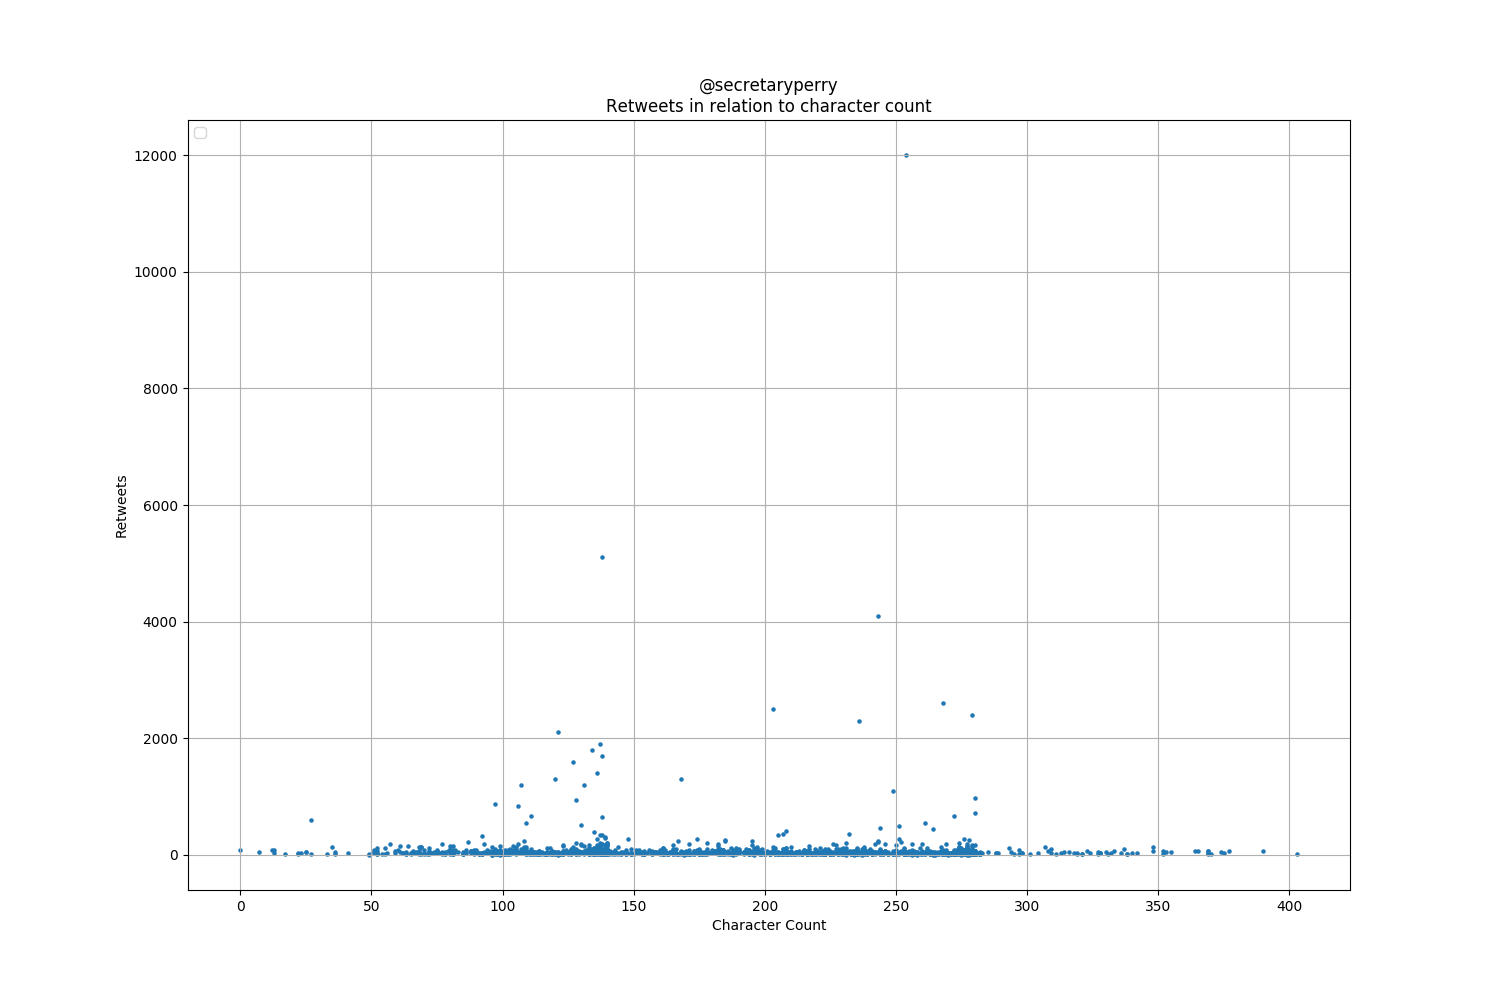 @secretaryperry
Retweets in relation to character count
12000
10000
8000
6000
4000
2000
0
Retweets
0 50 100 150 200 250 300 350 400
Character Count